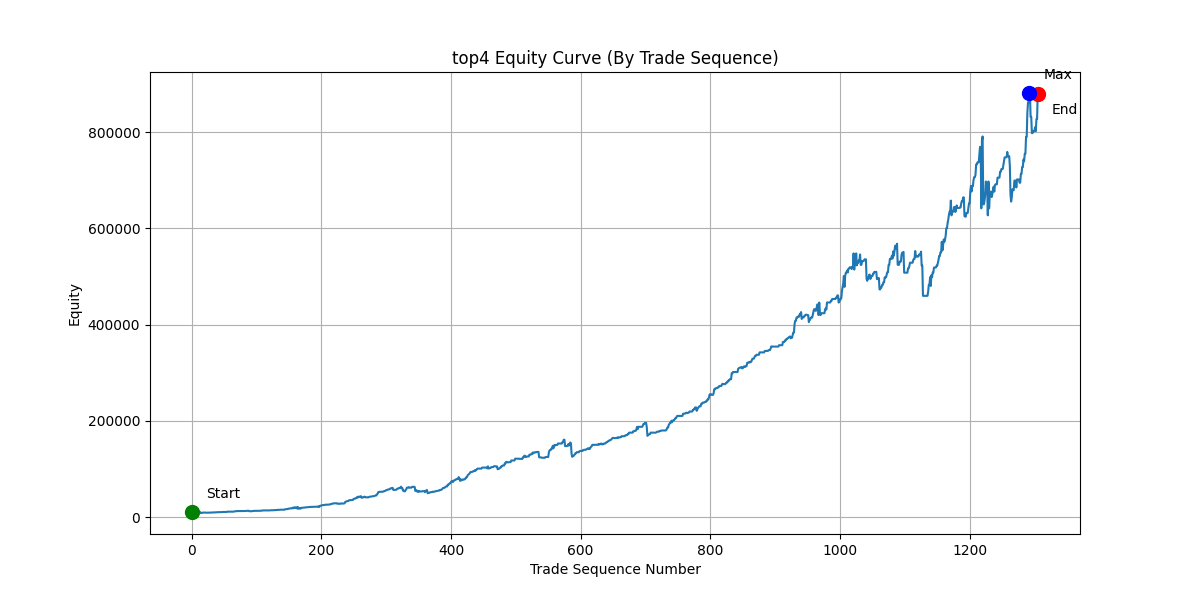 top4 Equity Curve (By Trade Sequence)
Max
End
800000
600000
Equity
400000
200000
Start
0
0 200 400 600 800 1000 1200
Trade Sequence Number